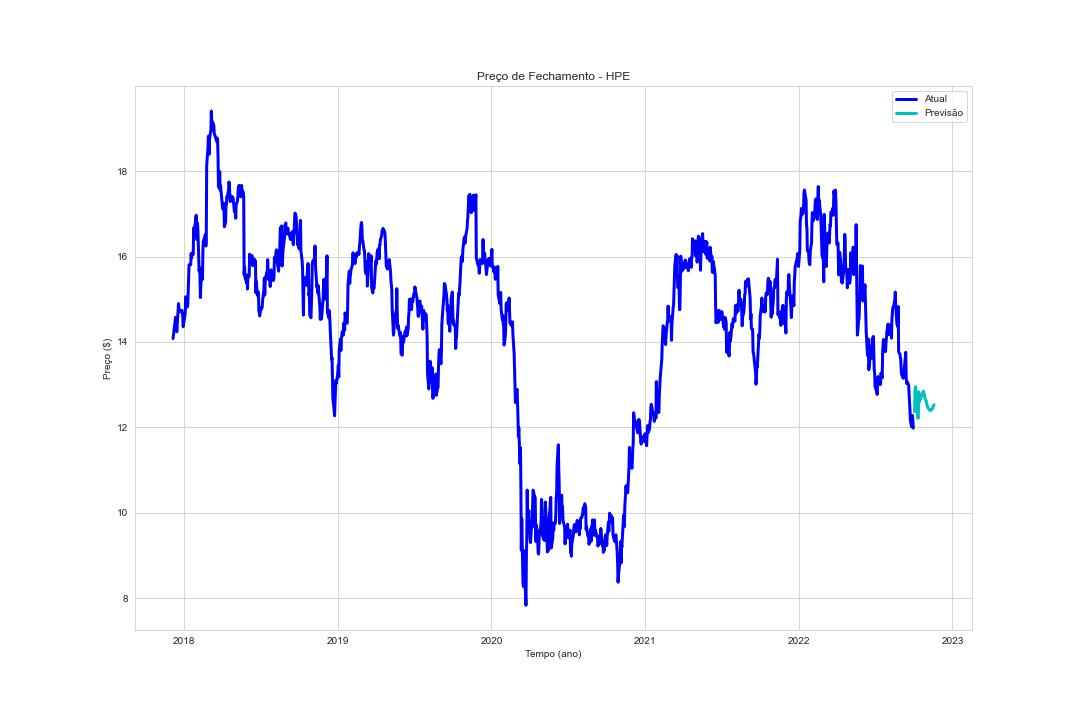 Preço de Fechamento - HPE
Atual
Previsão
Preço ($)
18
16
14
12
10
8
2018 2019 2020 2021 2022 2023
Tempo (ano)